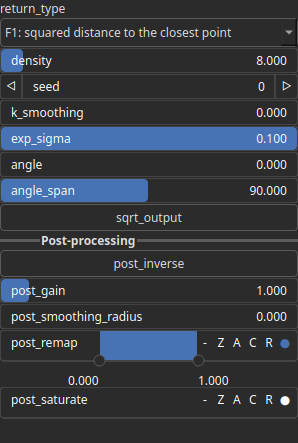 return_type
F1: squared distance to the closest point
density 8.000
seed 0
k_smoothing 0.000
exp_sigma 0.100
angle 0.000
angle_span 90.000
sqrt_output
Post-processing
post_inverse
post_gain 1.000
post_smoothing_radius 0.000
post_remap - Z A C R
0.000 1.000
post_saturate - Z A C R